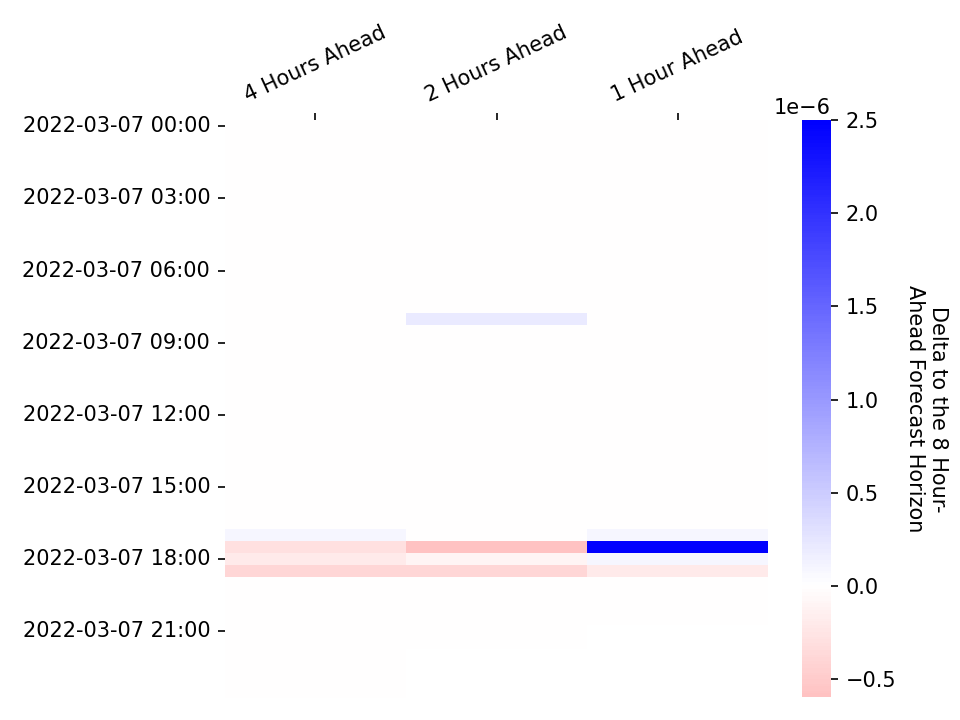 4 Hours Ahead
2 Hours Ahead
1 Hour Ahead
1e−6
2022-03-07 00:00
2022-03-07 03:00
2022-03-07 06:00
2022-03-07 09:00
2022-03-07 12:00
2022-03-07 15:00
2022-03-07 18:00
2022-03-07 21:00
2.5
2.0
1.5
1.0
0.5
0.0
−0.5
Delta to the 8 Hour-
Ahead Forecast Horizon